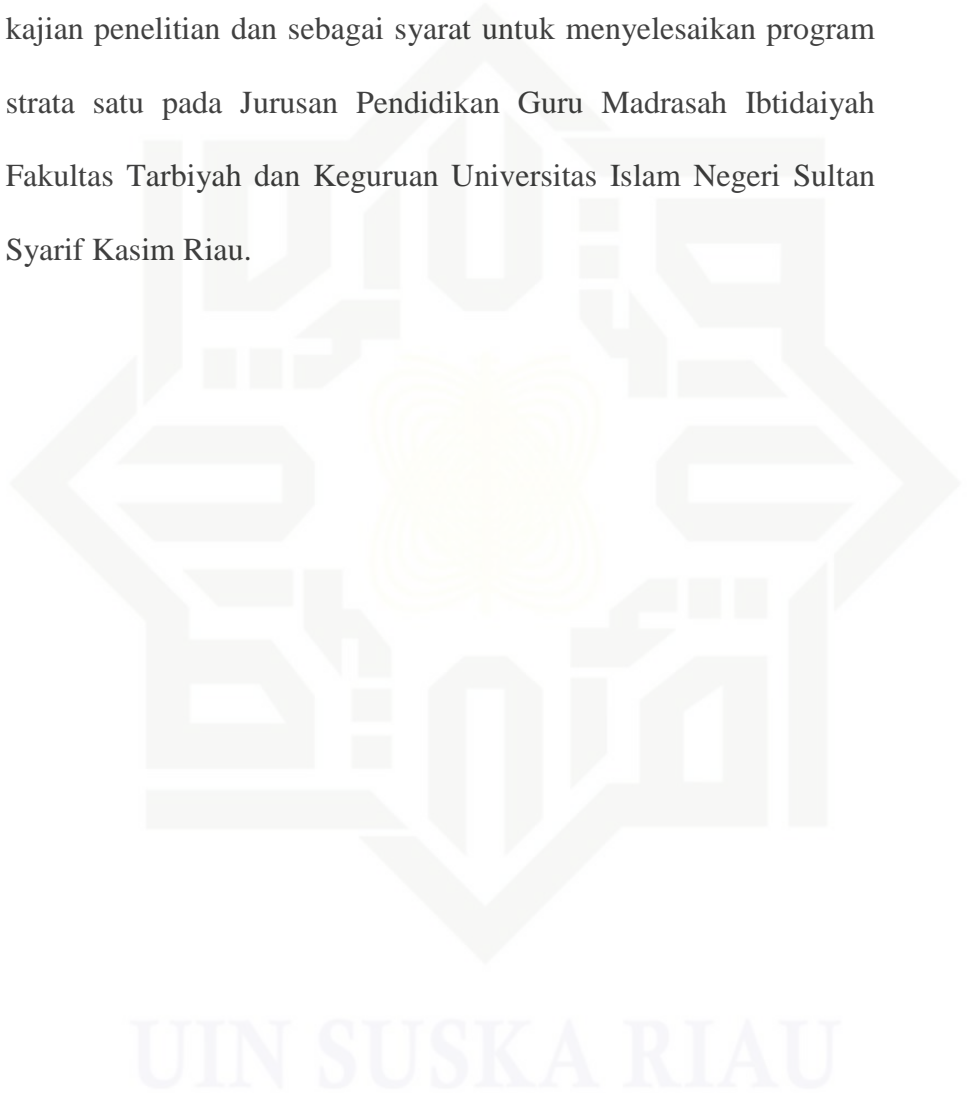 kajian penelitian dan sebagai syarat untuk menyelesaikan program
strata satu pada Jurusan Pendidikan Guru Madrasah Ibtidaiyah
Fakultas Tarbiyah dan Keguruan Universitas Islam Negeri Sultan
Syarif Kasim Riau.
UIN SUSKA RIAU